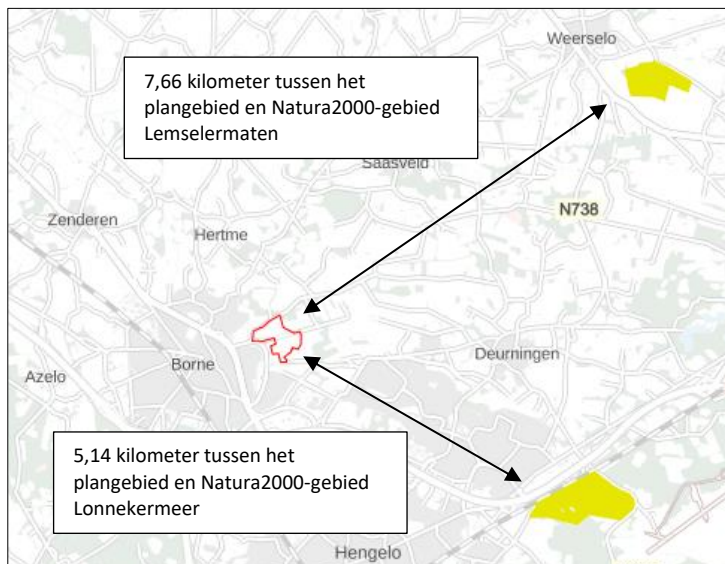 Weerselo
7,66 kilometer tussen het
plangebied en Natura2000-gebied
Lemselermaten
Saasveld
N738
Zenderen
Hertme
Borne
Deurningen
Azelo
5,14 kilometer tussen het
plangebied en Natura2000-gebied
Lonnekermeer
Hengelo